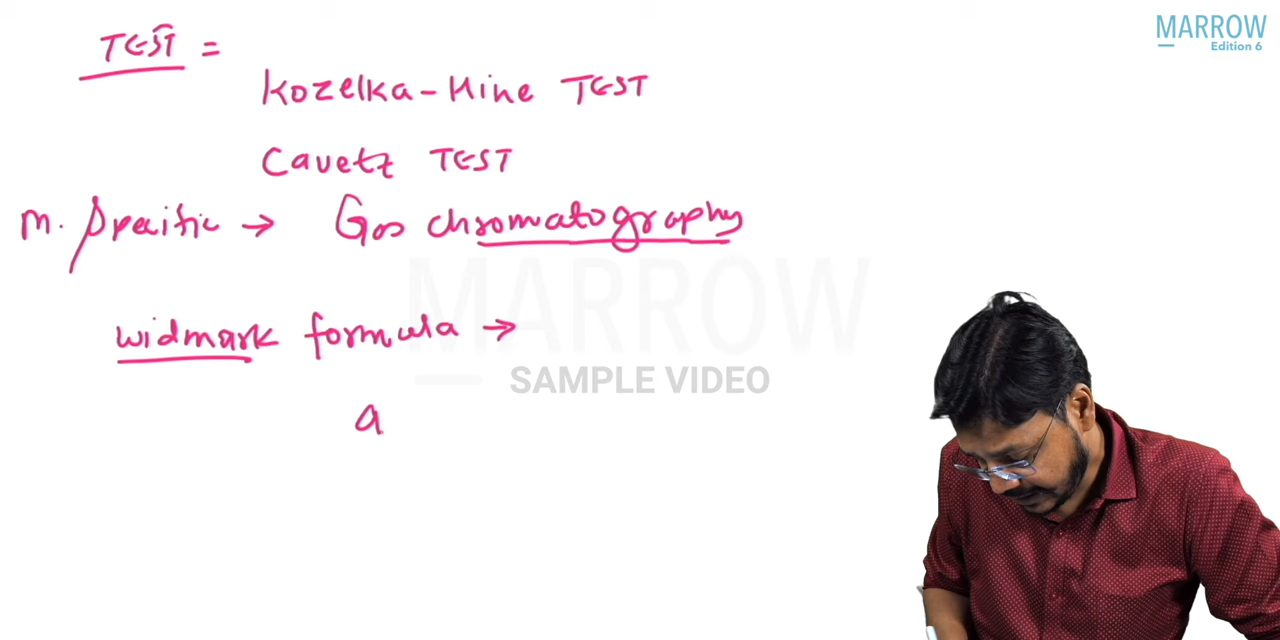 MARROW
Edition 6
TEST =
Kozelka - Hine TEST
Cavetz TEST
M. Specific → Gas chromatography
MARROW
SAMPLE VIDEO
widmark formula →
a